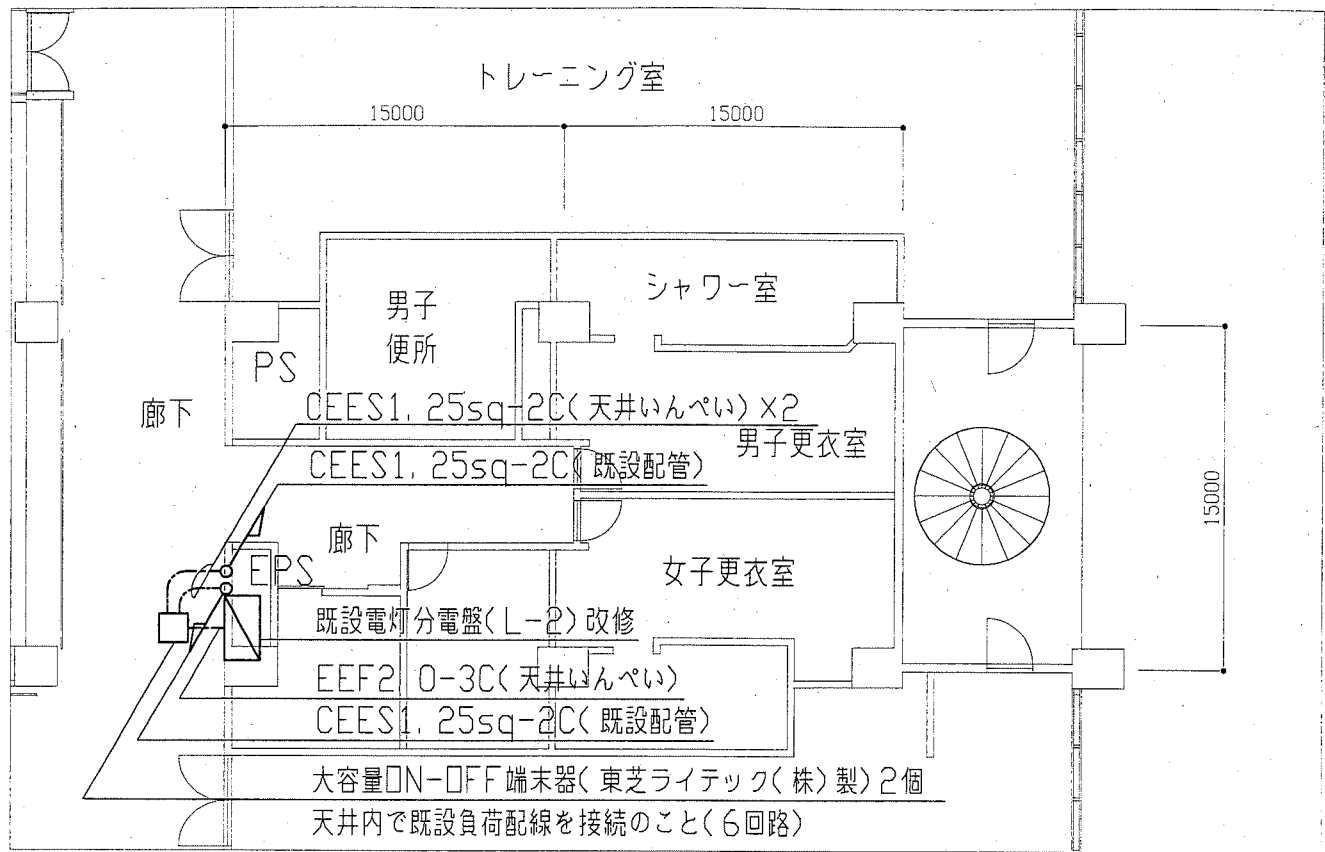 トレーニング室
15000
15000
シャワー室
男子
便所
PS
廊下
CEES1.25sq-2C(天井いんぺい)×2
男子更衣室
CEES1.25sq-2C(既設配管)
15000
廊下
EPS
女子更衣室
既設電灯分電盤(L-2)改修
EEF2.0-3C(天井いんぺい)
CEES1.25sq-2C(既設配管)
大容量ON-OFF端末器(東芝ライテック(株)製)2個
天井内で既設負荷配線を接続のこと(6回路)